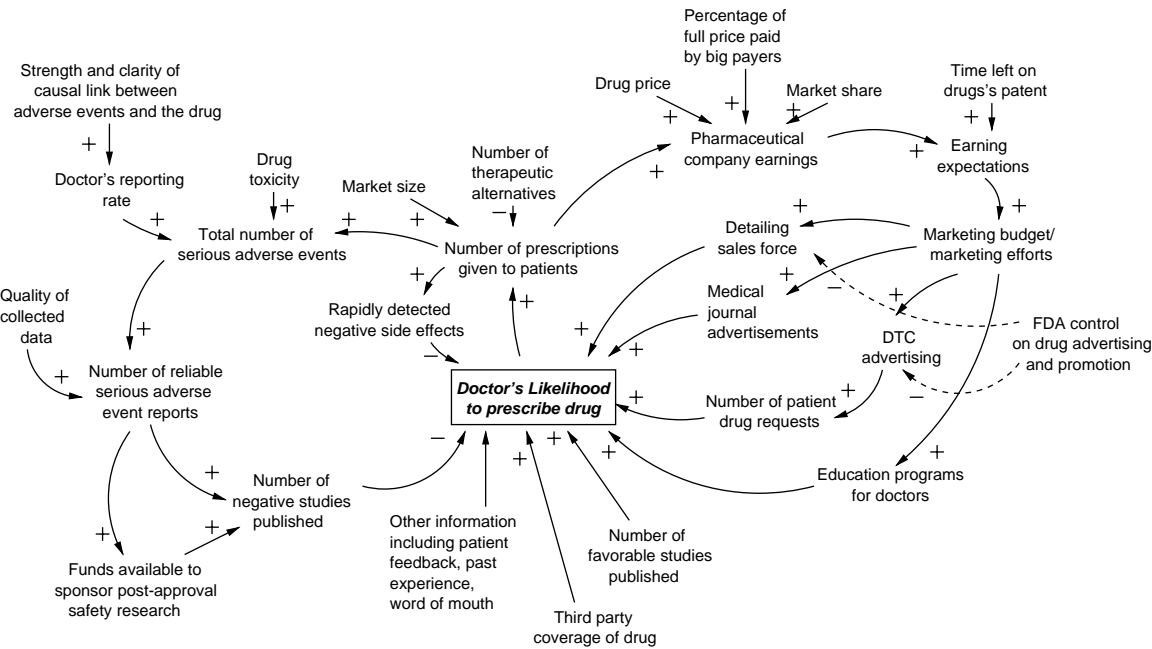 Percentage of
full price paid
by big payers
Strength and clarity of
causal link between
adverse events and the drug
Drug price
Market share
Time left on
drugs's patent
+
+
+
+
+
Pharmaceutical
company earnings
+
Earning
expectations
Doctor's reporting
rate
Drug
toxicity
Market size
Number of
therapeutic
alternatives
+
+
+
+
+
–
+
+
Total number of
serious adverse events
Number of prescriptions
given to patients
Detailing
sales force
Marketing budget/
marketing efforts
+
+
–
+
Quality of
collected
data
Rapidly detected
negative side effects
+
Medical
journal
advertisements
+
+
–
+
+
DTC
advertising
FDA control
on drug advertising
and promotion
+
Number of reliable
serious adverse
event reports
Doctor's Likelihood
to prescribe drug
+
+
–
Number of patient
drug requests
–
+
+
+
+
+
Number of
negative studies
published
Education programs
for doctors
+
+
Other information
including patient
feedback, past
experience,
word of mouth
Number of
favorable studies
published
Funds available to
sponsor post-approval
safety research
Third party
coverage of drug